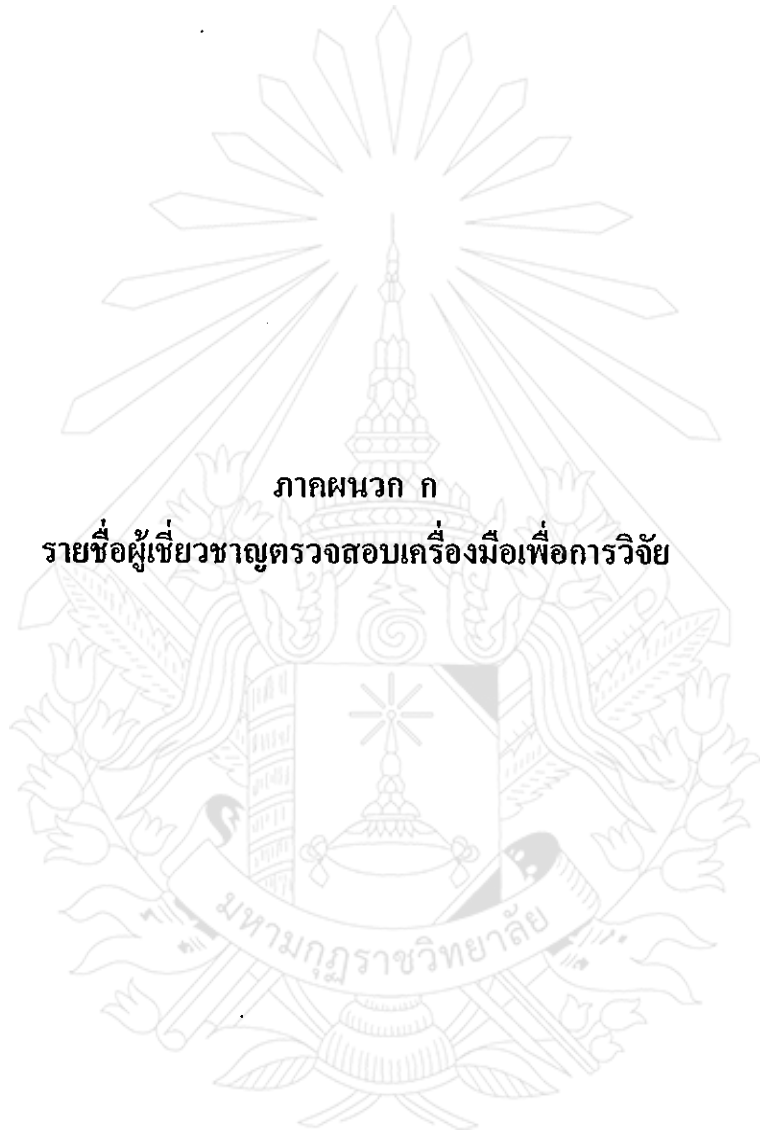 ภาคผนวก ก
รายชื่อผู้เชี่ยวชาญตรวจสอบเครื่องมือเพื่อการวิจัย
มหามกุฏราชวิทยาลัย